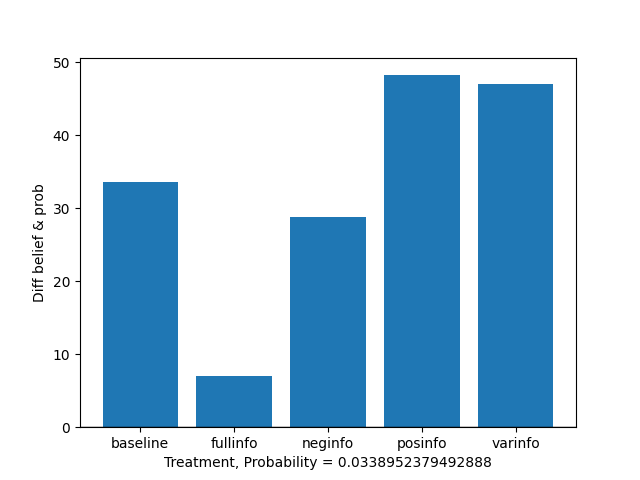 50
40
30
20
10
0
Diff belief & prob
baseline fullinfo neginfo posinfo varinfo
Treatment, Probability = 0.0338952379492888